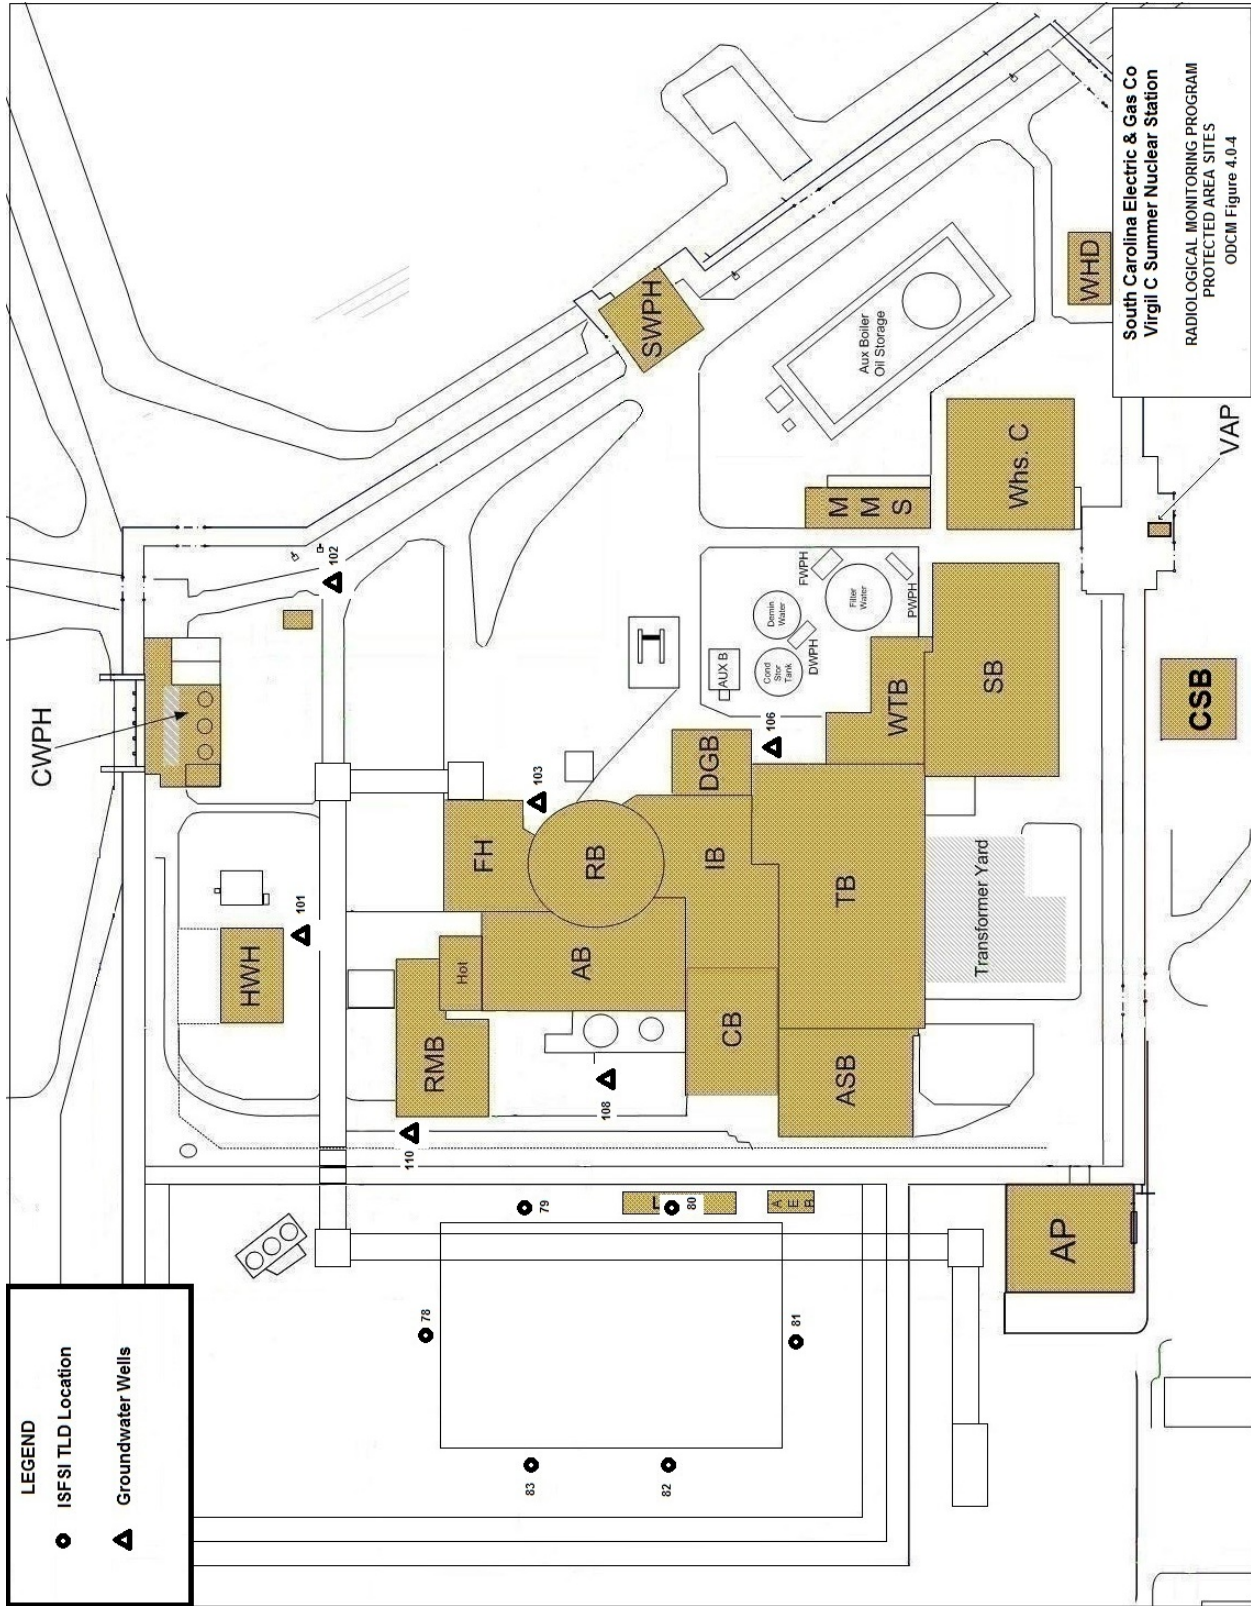 LEGEND
ISFSI TLD Location
Groundwater Wells
CWPH
HWH
101
102
110
RMB
Hot
FH
103
78
83
79
82
80
81
A
E
B
108
AB
RB
H
SWPH
CB
IB
DGB
106
AUX B
Cond
Stor
Tank
Demin
Water
DWPH
FWPH
Filter
Water
PWPH
M
M
S
Aux Boiler
Oil Storage
ASB
TB
WTB
SB
Whs. C
WHD
Transformer Yard
AP
CSB
VAP
South Carolina Electric & Gas Co
Virgil C Summer Nuclear Station
RADIOLOGICAL MONITORING PROGRAM
PROTECTED AREA SITES
ODCM Figure 4.0-4